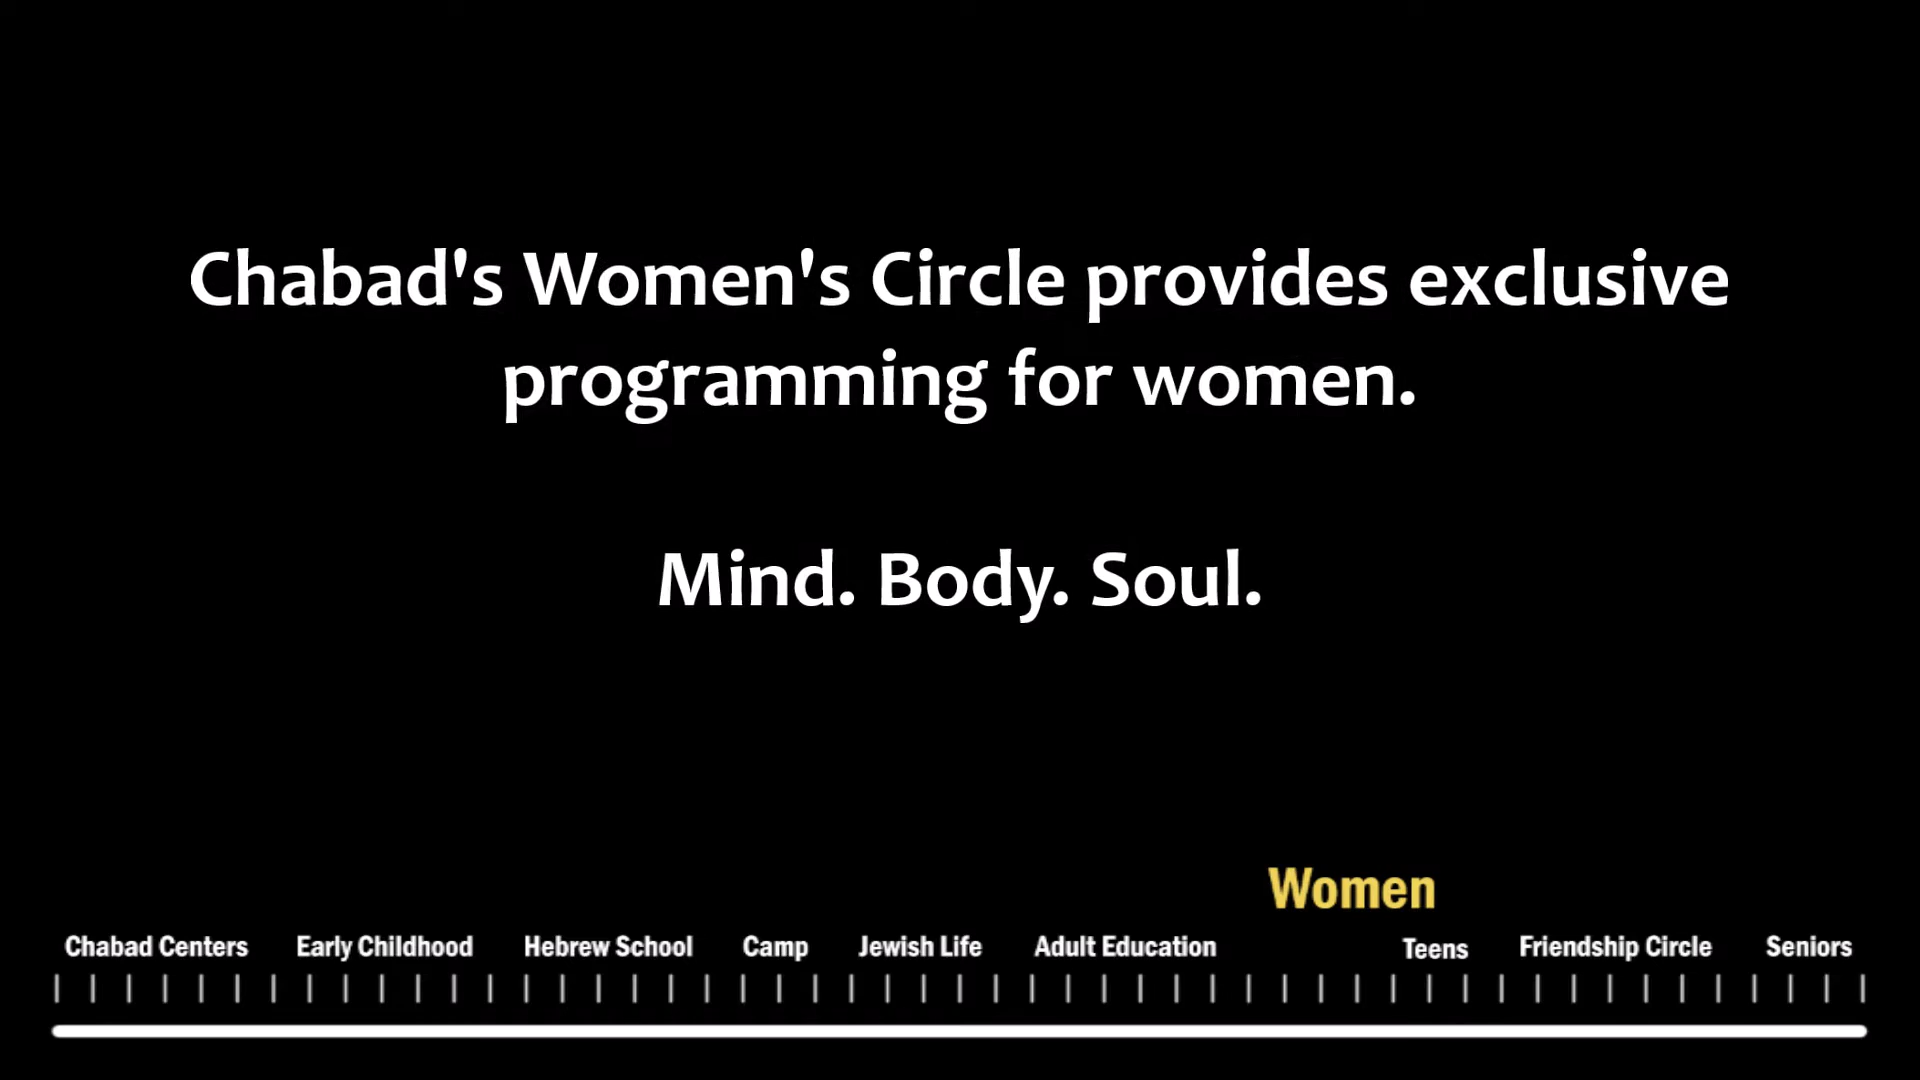 Chabad's Women's Circle provides exclusive
programming for women.
Mind. Body. Soul.
Women
Chabad Centers Early Childhood Hebrew School Camp Jewish Life Adult Education Teens Friendship Circle Seniors